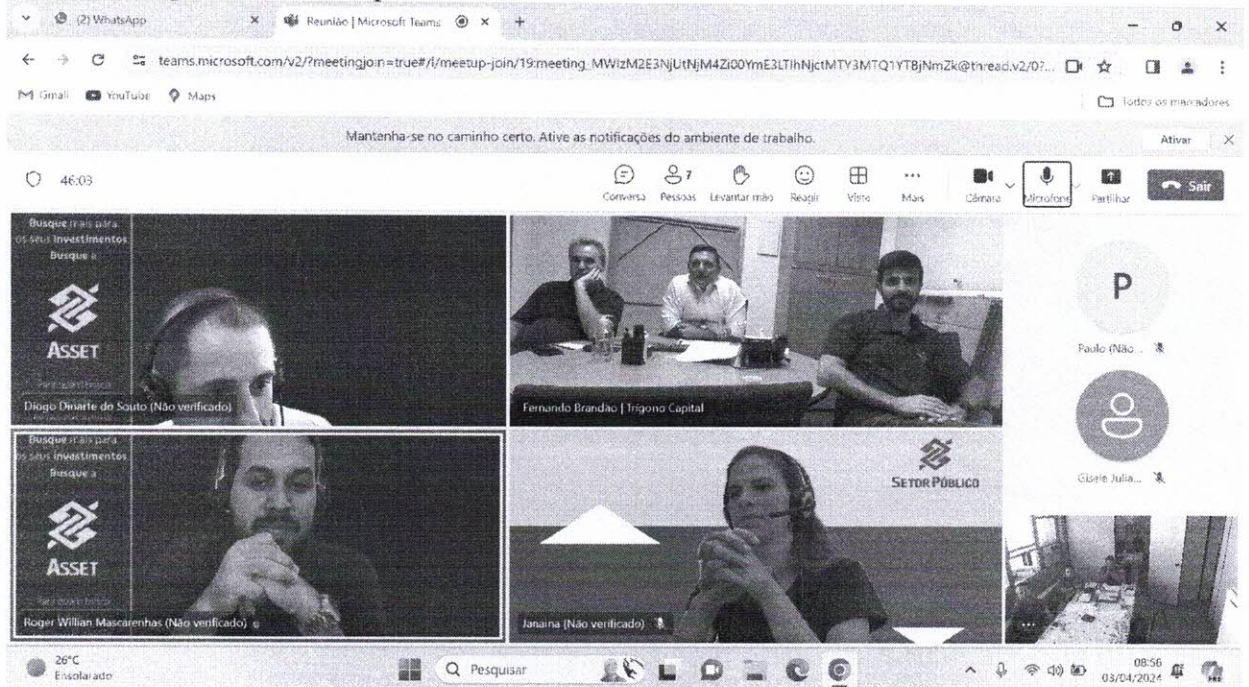 (2) WhatsApp
Reunião | Microsoft Teams
teams.microsoft.com/v2/?meetingjoin=true#/l/meetup-join/19:meeting_MWIzM2E3NjUtNjM4Zi00YmE3LTlhNjctMTY3MTQ1YTBjNmZk@thread.v2/0?...
Gmail YouTube Maps
Todos os marcadores
Mantenha-se no caminho certo. Ative as notificações do ambiente de trabalho.
Ativar
46:03
7
Conversa Pessoas Levantar mão Reagir Vista Mais Câmara Microfone Partilhar Sair
Busque mais para
os seus investimentos.
Busque a
ASSET
Diogo Dinarte de Souto (Não verificado)
Fernando Brandão | Trígono Capital
P
Paulo (Não...
Gisele Julia...
Busque mais para
os seus investimentos.
Busque a
ASSET
Roger Willian Mascarenhas (Não verificado)
SETOR PÚBLICO
Janaina (Não verificado)
26°C
Ensolarado
Pesquisar
08:56
03/04/2024